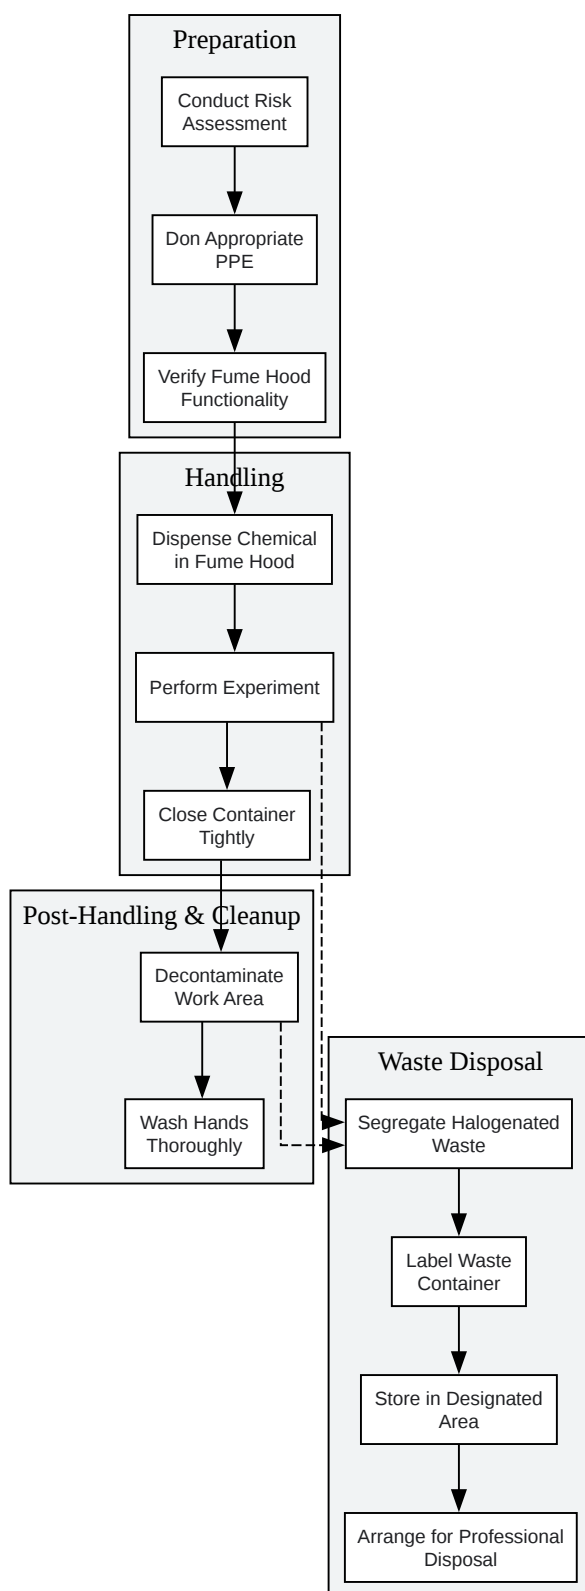 Preparation
Conduct Risk
Assessment
Don Appropriate
PPE
Verify Fume Hood
Functionality
Handling
Dispense Chemical
in Fume Hood
Perform Experiment
Close Container
Tightly
Post-Handling & Cleanup
Decontaminate
Work Area
Wash Hands
Thoroughly
Waste Disposal
Segregate Halogenated
Waste
Label Waste
Container
Store in Designated
Area
Arrange for Professional
Disposal